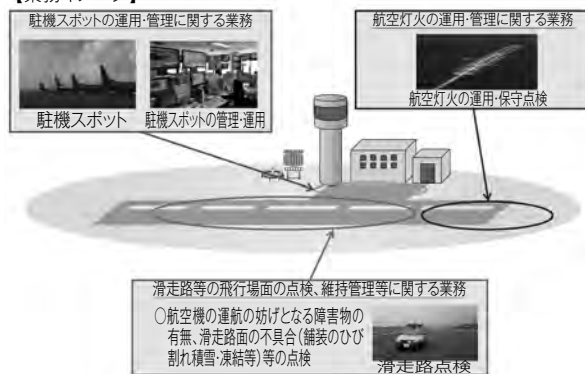 駐機スポットの運用・管理に関する業務
駐機スポット
駐機スポットの管理・運用
航空灯火の運用・管理に関する業務
航空灯火の運用・保守点検
滑走路等の飛行場面の点検、維持管理等に関する業務
○航空機の運航の妨げとなる障害物の
有無、滑走路面の不具合(舗装のひび
割れ積雪・凍結等)等の点検
滑走路点検